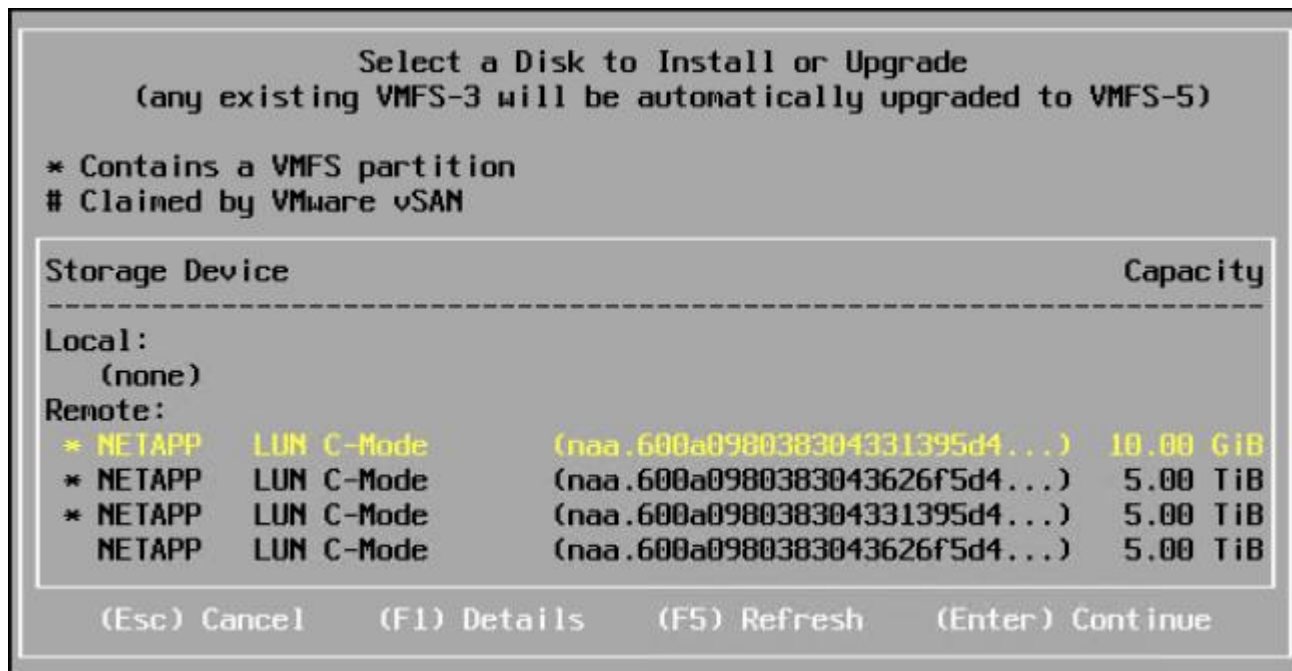 Select a Disk to Install or Upgrade
(any existing VMFS-3 will be automatically upgraded to VMFS-5)
* Contains a VMFS partition
# Claimed by VMware vSAN
Storage Device Capacity
--------------------------------------------------------------------
Local:
(none)
Remote:
* NETAPP LUN C-Mode (naa.600a098038304331395d4...) 10.00 GiB
* NETAPP LUN C-Mode (naa.600a0980383043626f5d4...) 5.00 TiB
* NETAPP LUN C-Mode (naa.600a098038304331395d4...) 5.00 TiB
NETAPP LUN C-Mode (naa.600a0980383043626f5d4...) 5.00 TiB
(Esc) Cancel (F1) Details (F5) Refresh (Enter) Continue